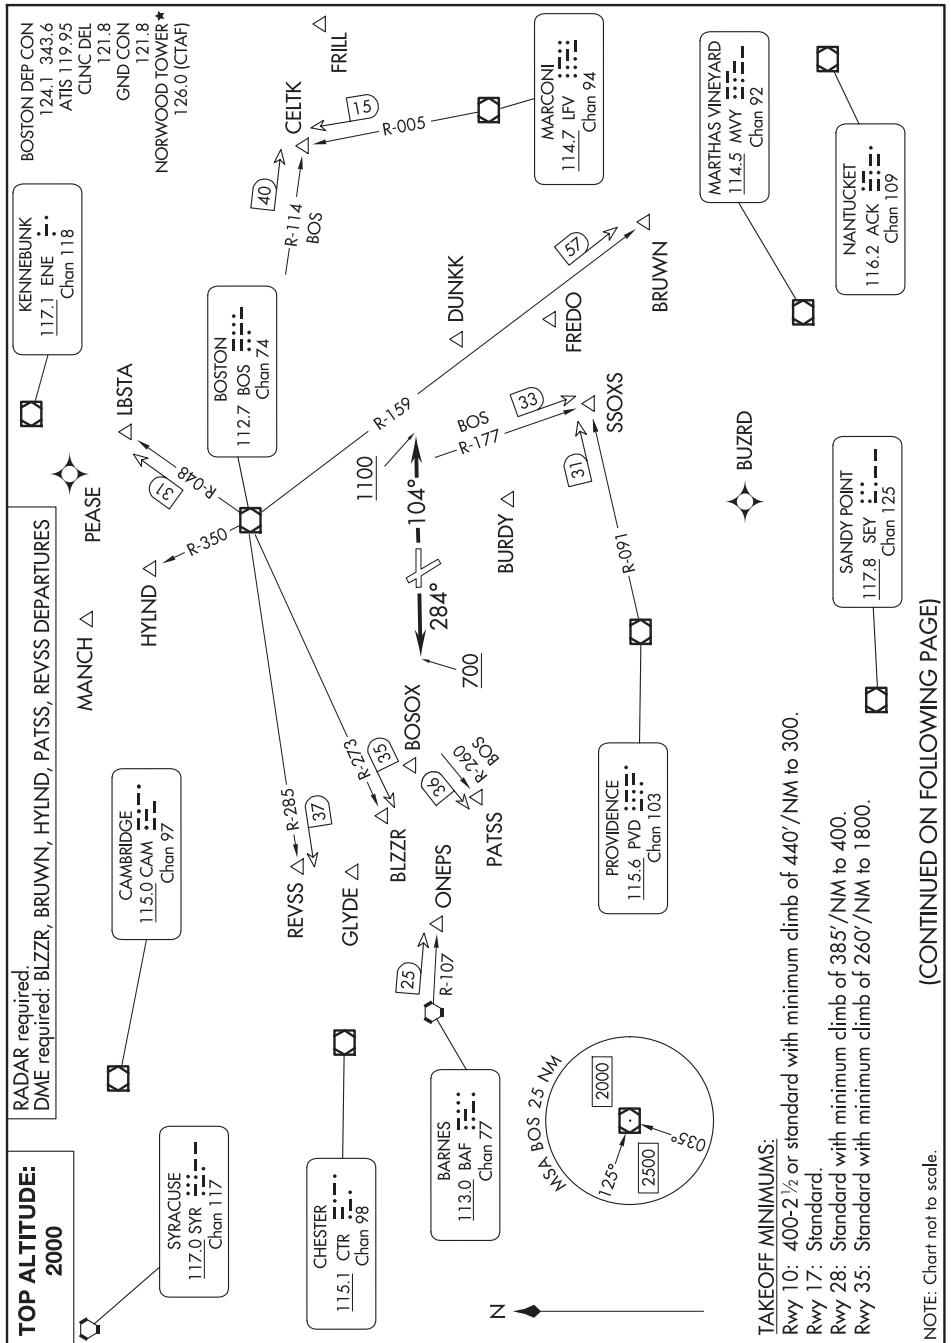 TOP ALTITUDE:
2000
RADAR required.
DME required: BLZZR, BRUWN, HYLND, PATSS, REVSS DEPARTURES
BOSTON DEP CON
124.1 343.6
ATIS 119.95
CLNC DEL
121.8
GND CON
121.8
NORWOOD TOWER★
126.0 (CTAF)
SYRACUSE
117.0 SYR
Chan 117
CAMBRIDGE
115.0 CAM
Chan 97
KENNEBUNK
117.1 ENE
Chan 118
MANCH
PEASE
LBSTA
HYLND
31
R-048
R-350
BOSTON
112.7 BOS
Chan 74
40
R-114
BOS
CELTK
FRILL
15
R-005
MARCONI
114.7 LFV
Chan 94
CHESTER
115.1 CTR
Chan 98
REVSS
R-285
37
GLYDE
BLZZR
R-273
35
BOSOX
R-260
BOS
36
PATSS
ONEPS
25
R-107
BARNES
113.0 BAF
Chan 77
700
284°
104°
1100
R-159
57
DUNKK
FREDO
BRUWN
BOS
R-177
33
SSOXS
31
R-091
BURDY
BUZRD
PROVIDENCE
115.6 PVD
Chan 103
SANDY POINT
117.8 SEY
Chan 125
MARTHAS VINEYARD
114.5 MVY
Chan 92
NANTUCKET
116.2 ACK
Chan 109
N
MSA BOS 25 NM
125°
2000
2500
035°
TAKEOFF MINIMUMS:
Rwy 10: 400-2½ or standard with minimum climb of 440'/NM to 300.
Rwy 17: Standard.
Rwy 28: Standard with minimum climb of 385'/NM to 400.
Rwy 35: Standard with minimum climb of 260'/NM to 1800.
NOTE: Chart not to scale.
(CONTINUED ON FOLLOWING PAGE)